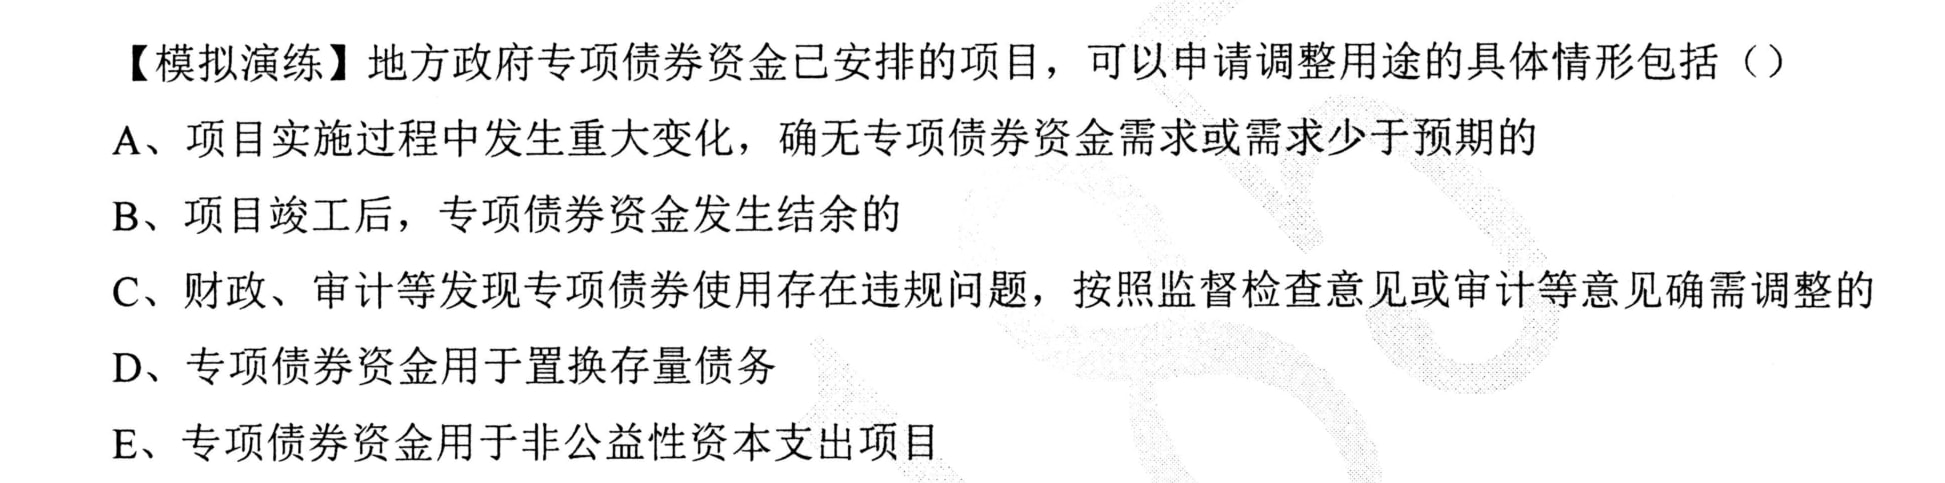 【模拟演练】地方政府专项债券资金已安排的项目，可以申请调整用途的具体情形包括（）
A、项目实施过程中发生重大变化，确无专项债券资金需求或需求少于预期的
B、项目竣工后，专项债券资金发生结余的
C、财政、审计等发现专项债券使用存在违规问题，按照监督检查意见或审计等意见确需调整的
D、专项债券资金用于置换存量债务
E、专项债券资金用于非公益性资本支出项目